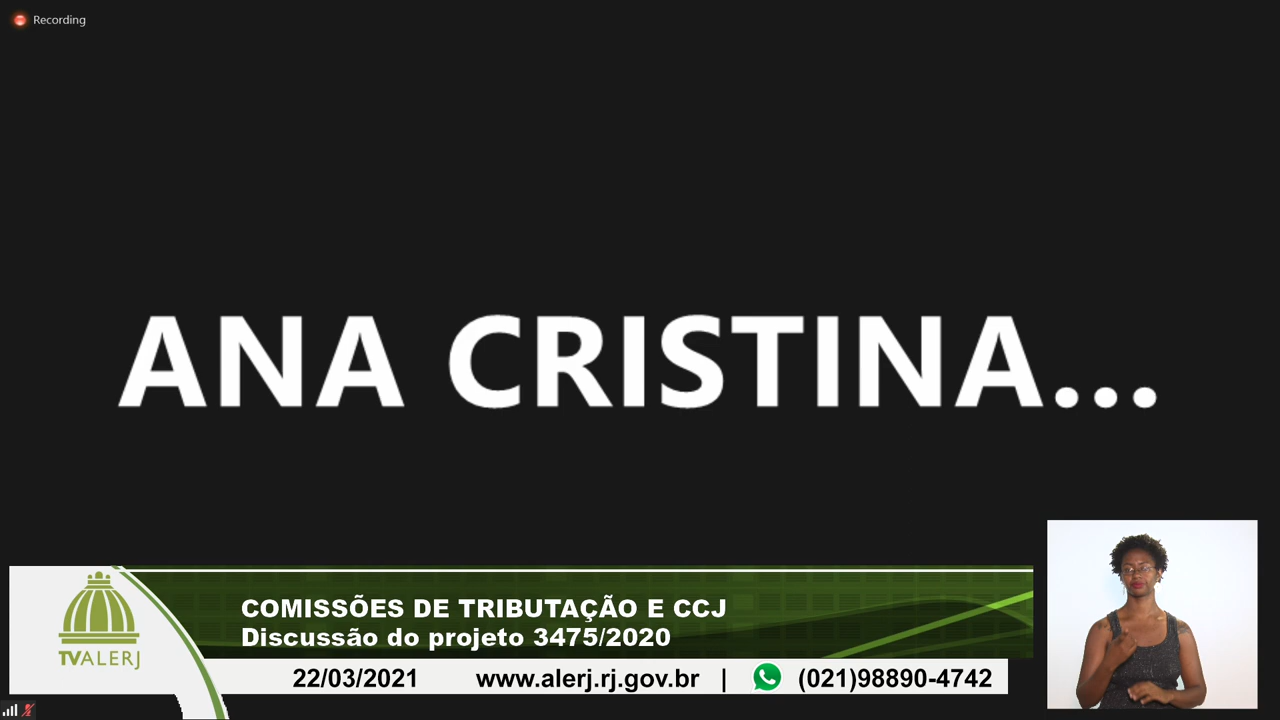 Recording
ANA CRISTINA...
COMISSÕES DE TRIBUTAÇÃO E CCJ
Discussão do projeto 3475/2020
TVALERJ
22/03/2021 www.alerj.rj.gov.br | (021)98890-4742